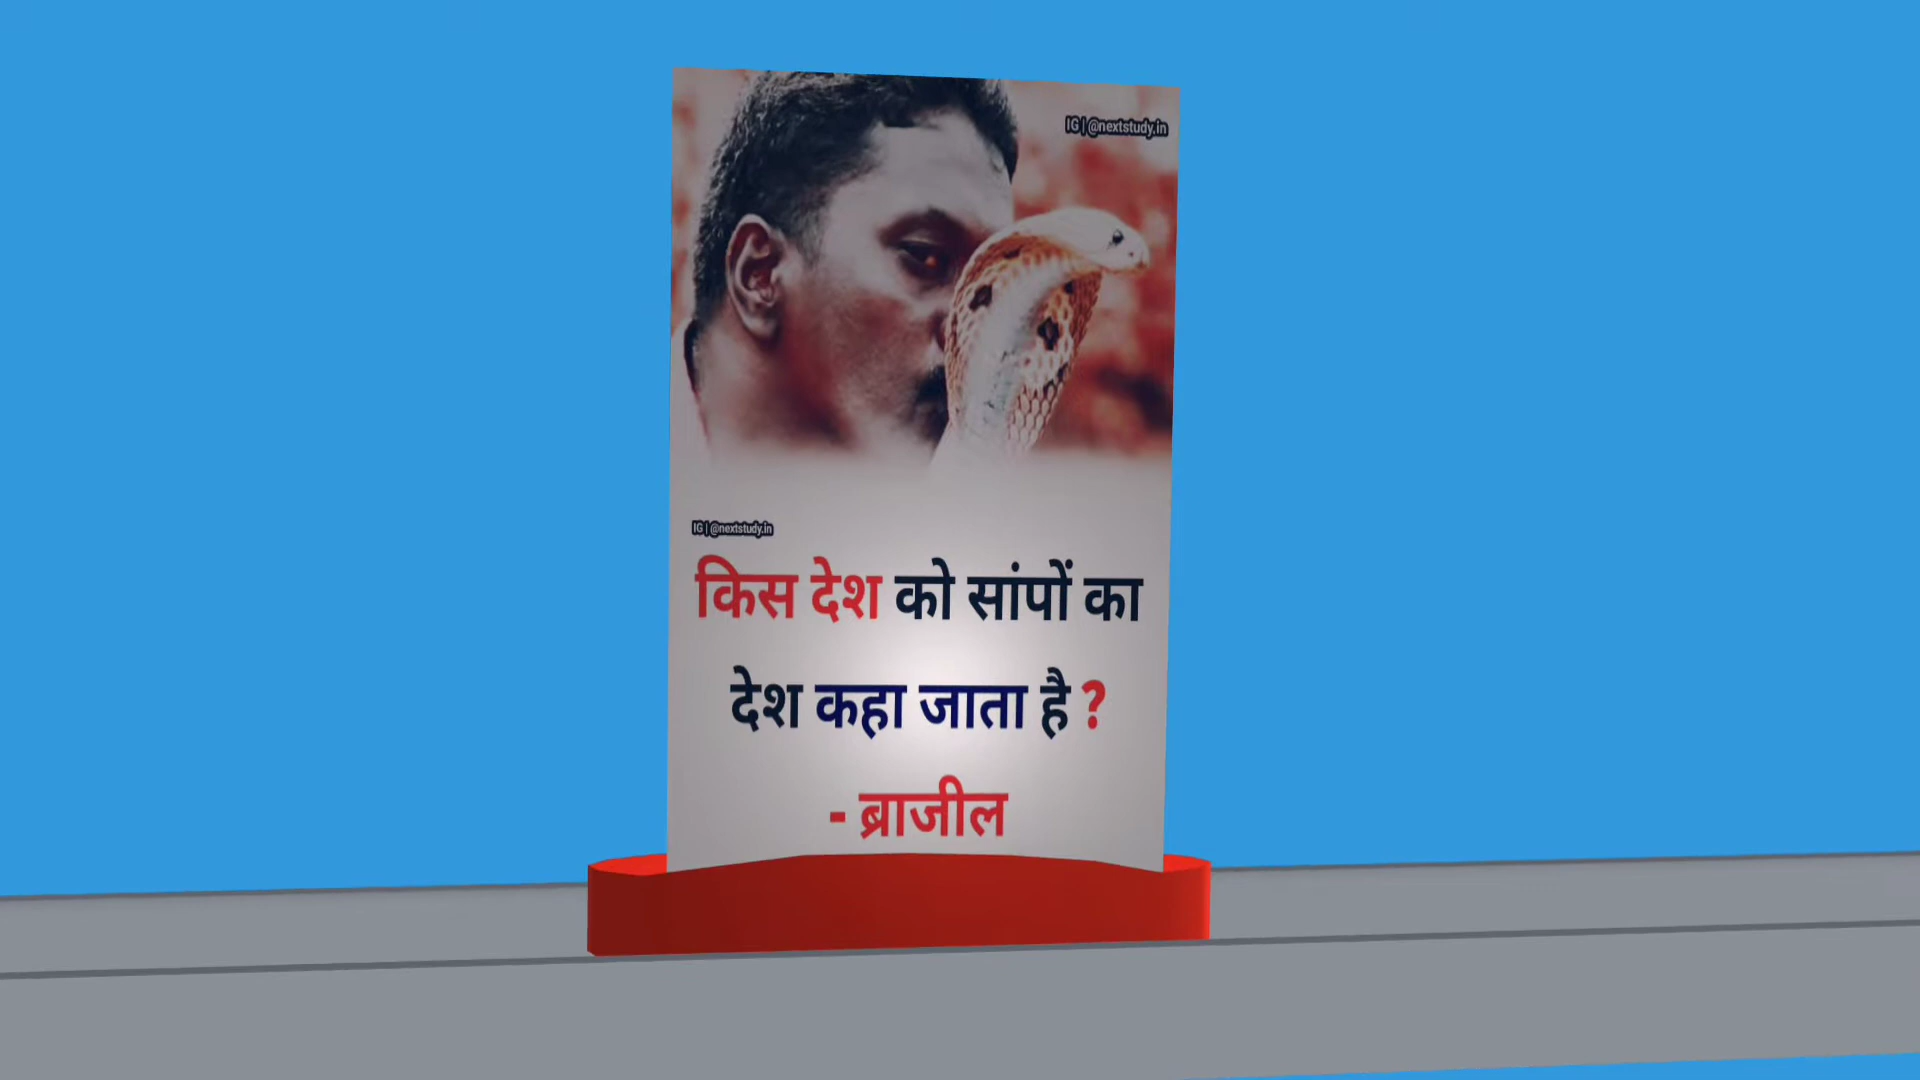 IG | @nextstudy.in
IG | @nextstudy.in
किस देश को सांपों का
देश कहा जाता है ?
- ब्राजील